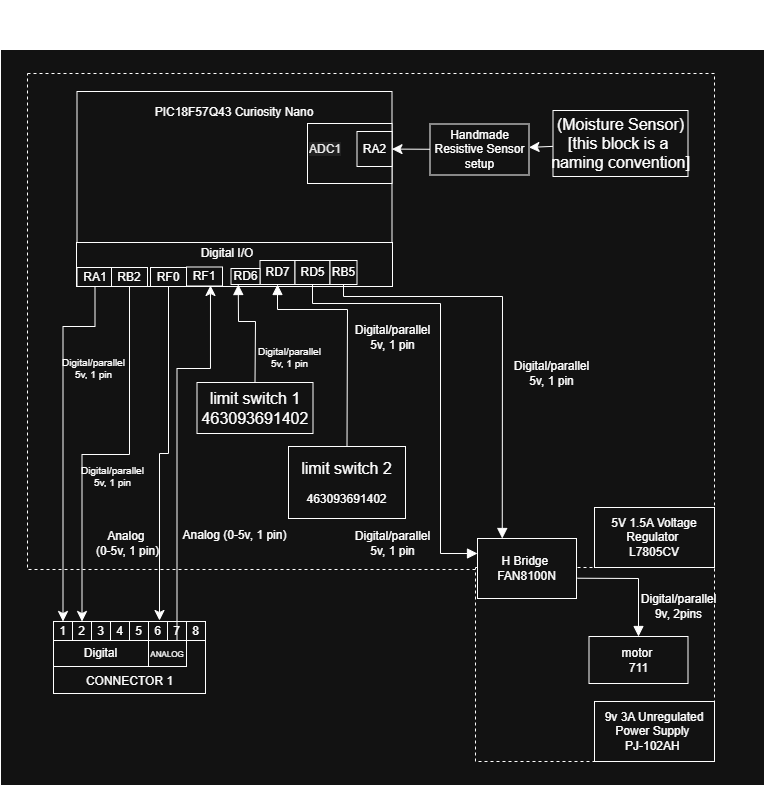 PIC18F57Q43 Curiosity Nano
ADC1
RA2
Handmade
Resistive Sensor
setup
(Moisture Sensor)
[this block is a
naming convention]
Digital I/O
RA1
RB2
RF0
RF1
RD6
RD7
RD5
RB5
Digital/parallel
5v, 1 pin
Digital/parallel
5v, 1 pin
Digital/parallel
5v, 1 pin
Digital/parallel
5v, 1 pin
limit switch 1
463093691402
limit switch 2
463093691402
Digital/parallel
5v, 1 pin
Analog
(0-5v, 1 pin)
Analog (0-5v, 1 pin)
Digital/parallel
5v, 1 pin
5V 1.5A Voltage
Regulator
L7805CV
H Bridge
FAN8100N
Digital/parallel
9v, 2pins
1 2 3 4 5 6 7 8
Digital
ANALOG
CONNECTOR 1
motor
711
9v 3A Unregulated
Power Supply
PJ-102AH